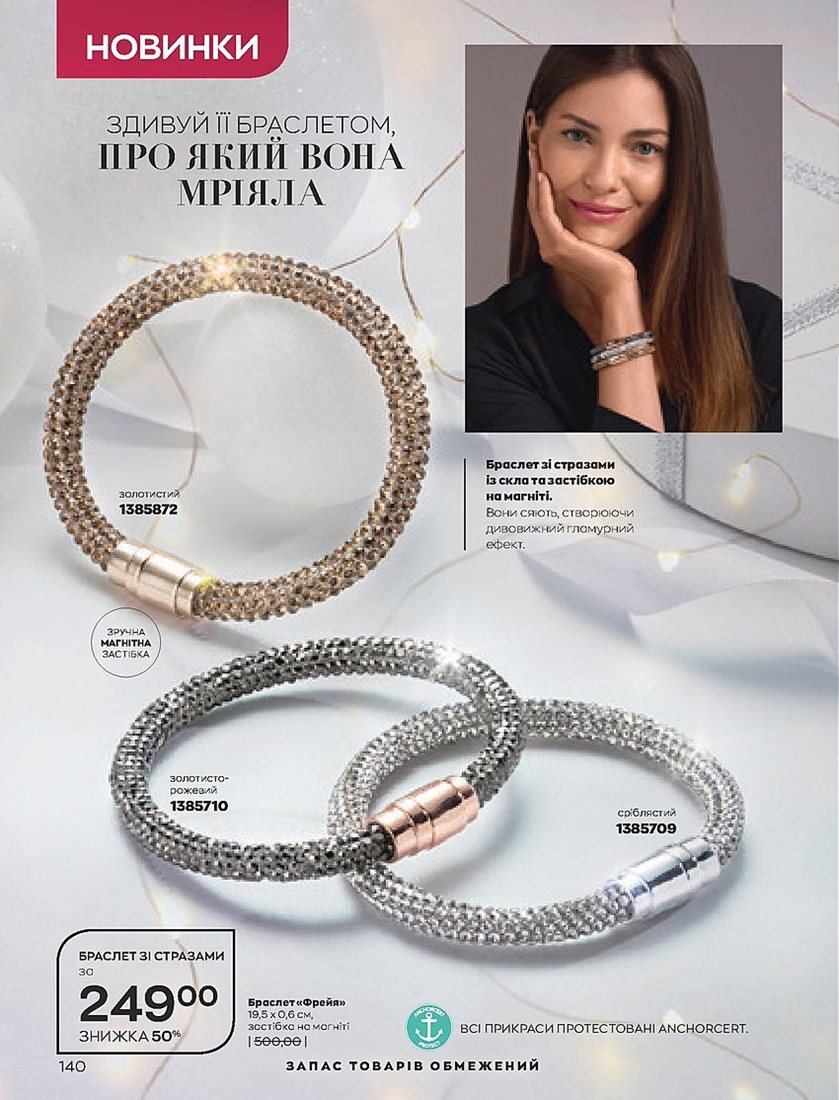 НОВИНКИ
ЗДИВУЙ ЇЇ БРАСЛЕТОМ,
ПРО ЯКИЙ ВОНА
МРІЯЛА
золотистий
1385872
Браслет зі стразами
із скла та застібкою
на магніті.
Вони сяють, створюючи
дивовижний гламурний
ефект.
ЗРУЧНА
МАГНІТНА
ЗАСТІБКА
золотисто-
рожевий
1385710
сріблястий
1385709
БРАСЛЕТ ЗІ СТРАЗАМИ
за
249⁰⁰
ЗНИЖКА 50%
Браслет «Фрейя»
19,5 x 0,6 см,
застібка на магніті
| 500,00 |
ANCHORCERT
PROTECT
ВСІ ПРИКРАСИ ПРОТЕСТОВАНІ ANCHORCERT.
140
ЗАПАС ТОВАРІВ ОБМЕЖЕНИЙ